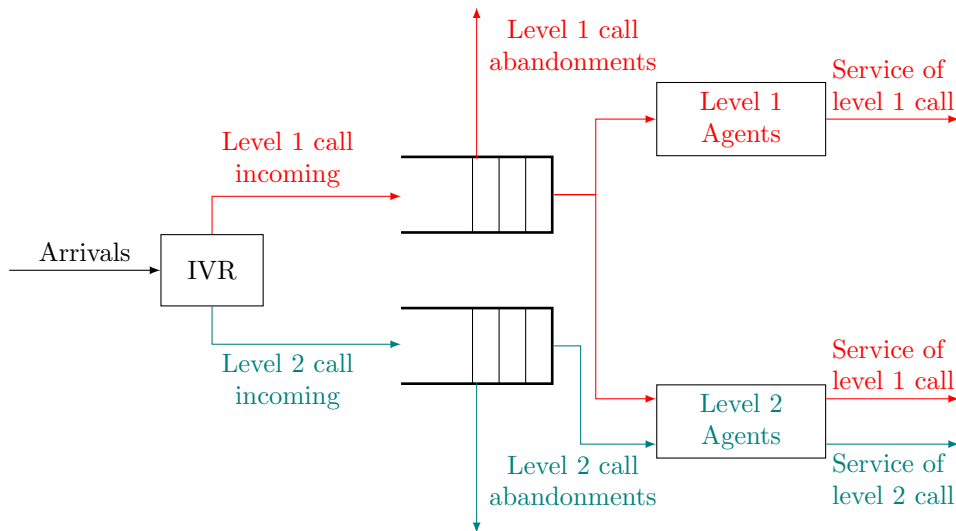 Level 1 call
abandonments
Service of
level 1 call
Level 1
Agents
Level 1 call
incoming
Arrivals
IVR
Level 2 call
incoming
Service of
level 1 call
Level 2
Agents
Level 2 call
abandonments
Service of
level 2 call